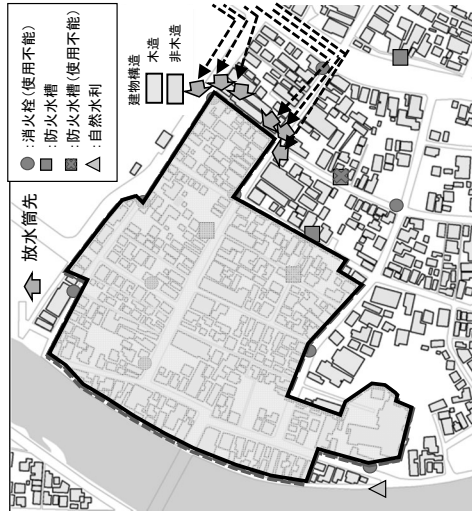 ：消火栓(使用不能)
：防火水槽
：防火水槽(使用不能)
：自然水利
放水筒先
建物構造
木造
非木造